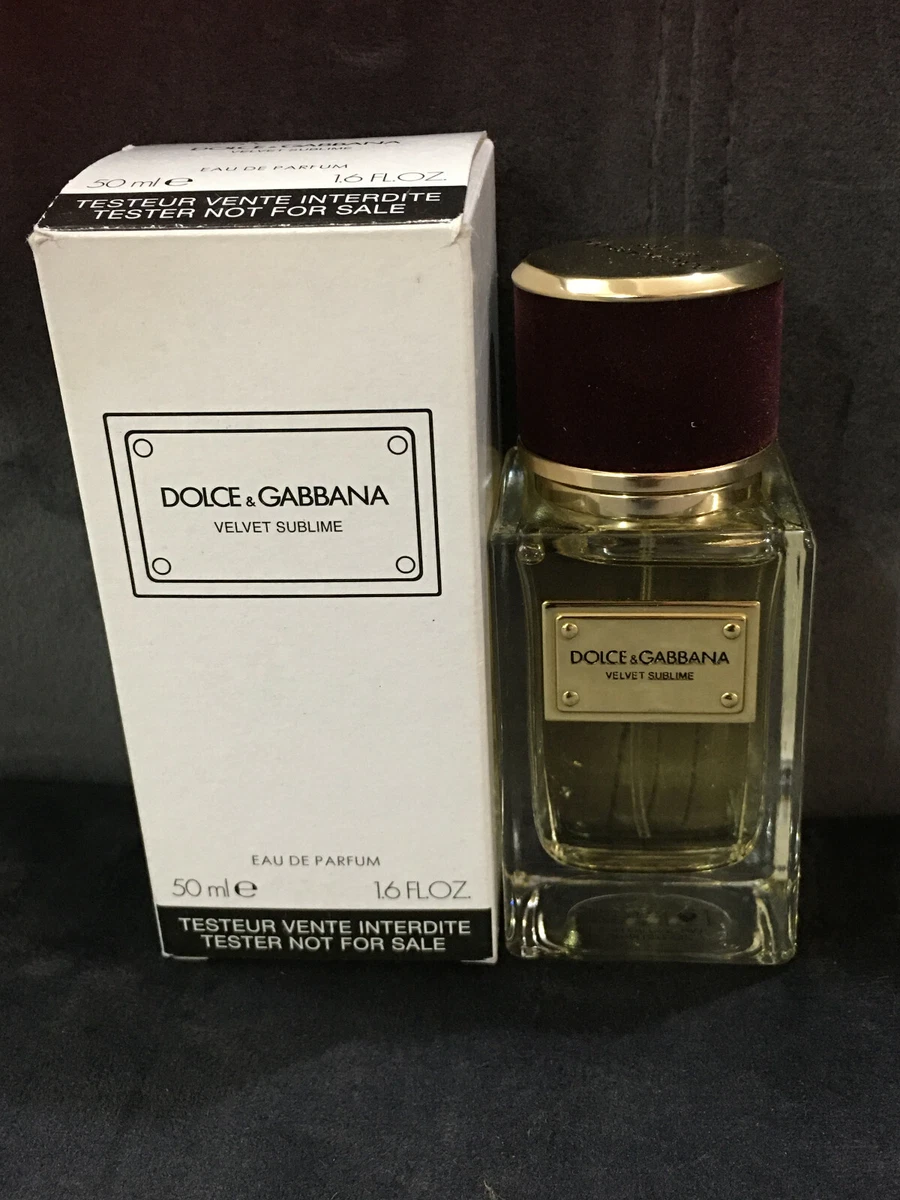 DOLCE & GABBANA
VELVET SUBLIME
EAU DE PARFUM
50 ml e 1.6 FL.OZ.
TESTEUR VENTE INTERDITE
TESTER NOT FOR SALE
DOLCE & GABBANA
VELVET SUBLIME
EAU DE PARFUM
50 ml e 1.6 FL.OZ.
TESTEUR VENTE INTERDITE
TESTER NOT FOR SALE
DOLCE & GABBANA
VELVET SUBLIME